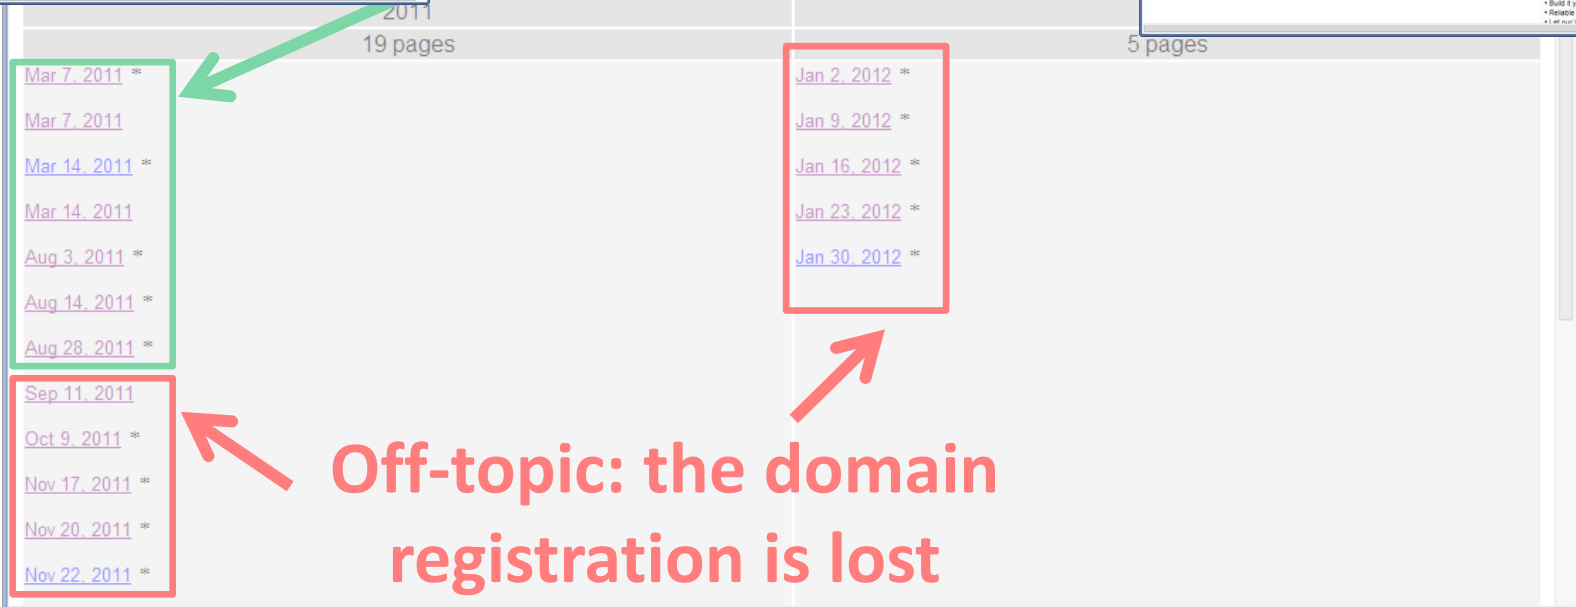 • Build it y
• Reliable
2011
19 pages
5 pages
Mar 7, 2011 *
Mar 7, 2011
Mar 14, 2011 *
Mar 14, 2011
Aug 3, 2011 *
Aug 14, 2011 *
Aug 28, 2011 *
Sep 11, 2011
Oct 9, 2011 *
Nov 17, 2011 *
Nov 20, 2011 *
Nov 22, 2011 *
Jan 2, 2012 *
Jan 9, 2012 *
Jan 16, 2012 *
Jan 23, 2012 *
Jan 30, 2012 *
Off-topic: the domain
registration is lost